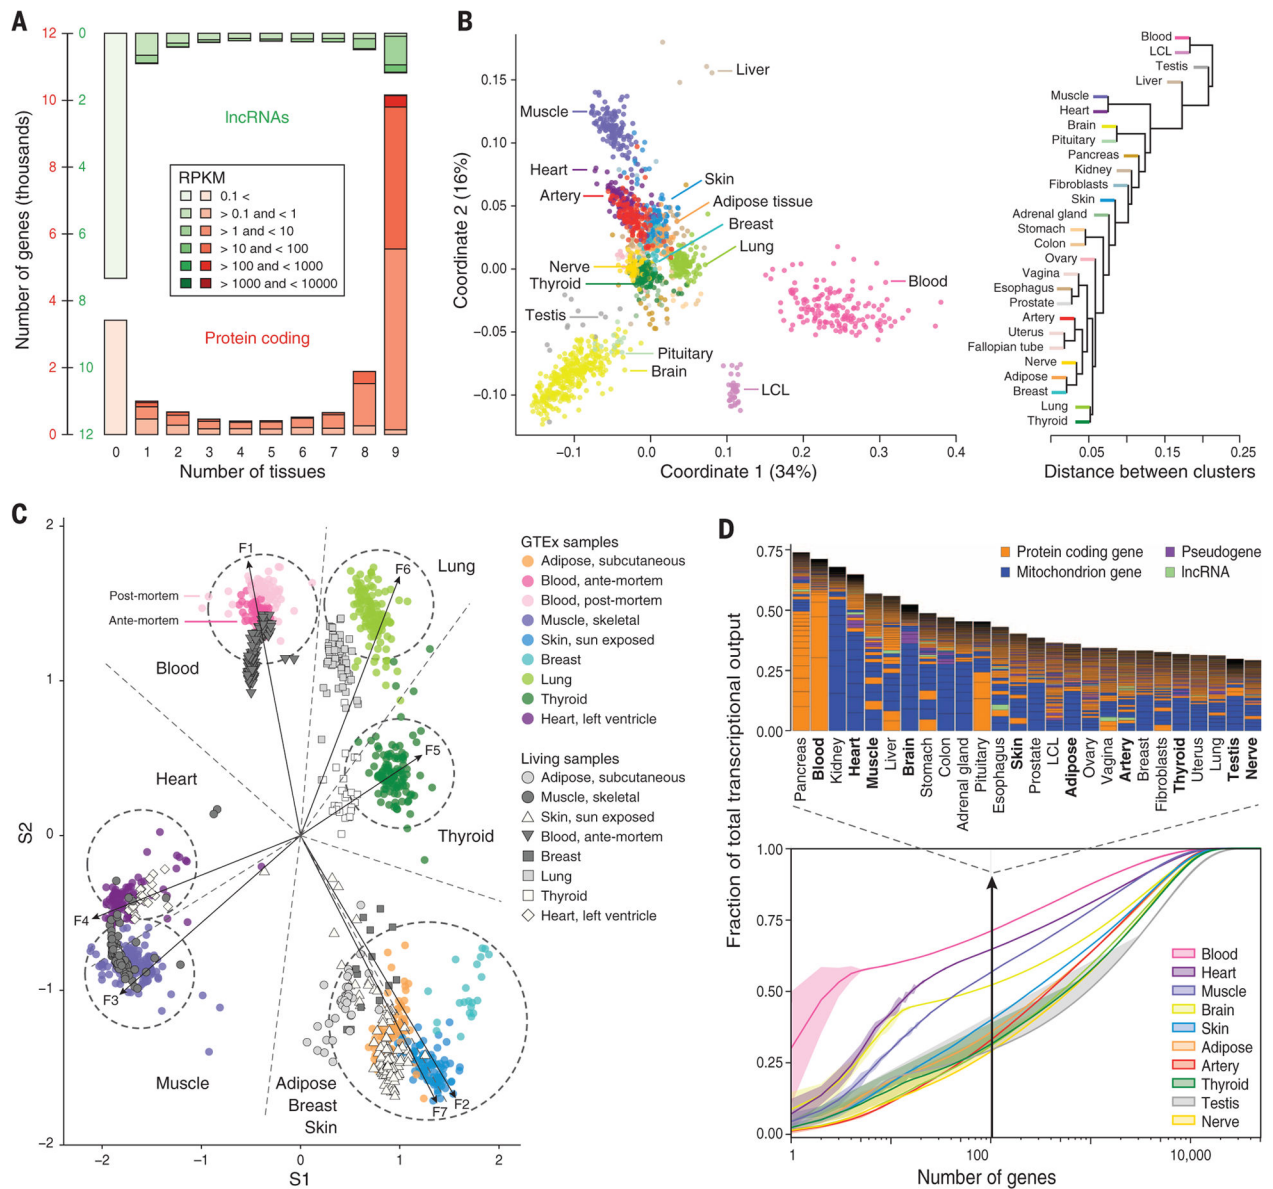 A
Number of genes (thousands)
12
10
8
6
4
2
0
0
2
4
6
8
10
12
lncRNAs
RPKM
0.1 <
> 0.1 and < 1
> 1 and < 10
> 10 and < 100
> 100 and < 1000
> 1000 and < 10000
Protein coding
0 1 2 3 4 5 6 7 8 9
Number of tissues
B
Coordinate 2 (16%)
0.15
0.10
0.05
0.00
−0.05
−0.10
Liver
Muscle
Heart
Artery
Skin
Adipose tissue
Breast
Lung
Nerve
Thyroid
Blood
Testis
Pituitary
Brain
LCL
−0.1 0.0 0.1 0.2 0.3 0.4
Coordinate 1 (34%)
Blood
LCL
Testis
Liver
Muscle
Heart
Brain
Pituitary
Pancreas
Kidney
Fibroblasts
Skin
Adrenal gland
Stomach
Colon
Ovary
Vagina
Esophagus
Prostate
Artery
Uterus
Fallopian tube
Nerve
Adipose
Breast
Lung
Thyroid
0.05 0.15 0.25
Distance between clusters
C
S2
2
1
0
−1
−2
F1
F6
Lung
Post-mortem
Ante-mortem
Blood
F5
Heart
Thyroid
F4
F3
Muscle
Adipose
Breast
Skin
F7
F2
−2 −1 0 1 2
S1
GTEx samples
Adipose, subcutaneous
Blood, ante-mortem
Blood, post-mortem
Muscle, skeletal
Skin, sun exposed
Breast
Lung
Thyroid
Heart, left ventricle
Living samples
Adipose, subcutaneous
Muscle, skeletal
Skin, sun exposed
Blood, ante-mortem
Breast
Lung
Thyroid
Heart, left ventricle
D
Fraction of total transcriptional output
0.75
0.50
0.25
0.00
Protein coding gene
Mitochondrion gene
Pseudogene
lncRNA
Pancreas
Blood
Kidney
Heart
Muscle
Liver
Brain
Stomach
Colon
Adrenal gland
Pituitary
Esophagus
Skin
Prostate
LCL
Adipose
Ovary
Vagina
Artery
Breast
Fibroblasts
Thyroid
Uterus
Lung
Testis
Nerve
1.00
0.75
0.50
0.25
0.00
Blood
Heart
Muscle
Brain
Skin
Adipose
Artery
Thyroid
Testis
Nerve
1 100 10,000
Number of genes